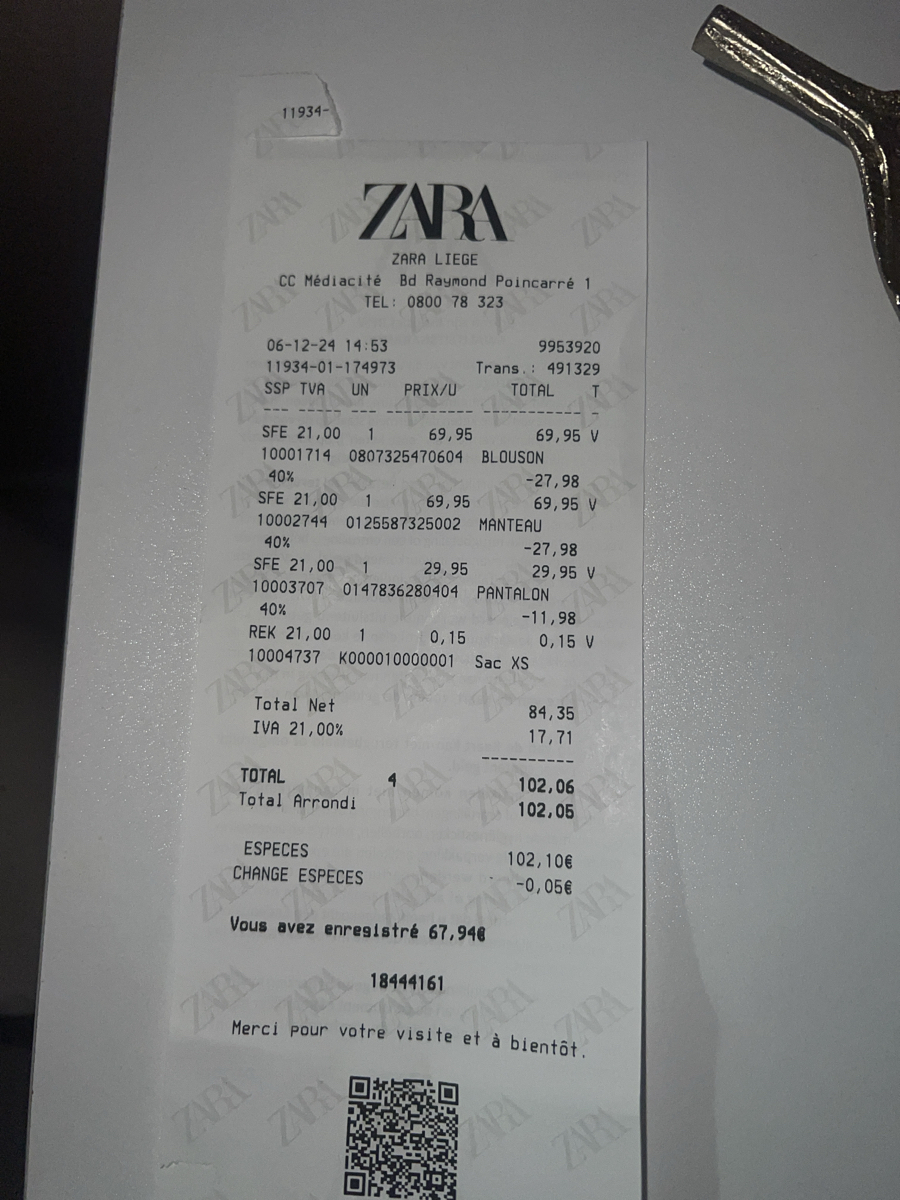 11934-
ZARA
ZARA LIEGE
CC Médiacité Bd Raymond Poincarré 1
TEL: 0800 78 323
06-12-24 14:53 9953920
11934-01-174973 Trans.: 491329
SSP TVA UN PRIX/U TOTAL T
--- ----- --- ---------- ----------- -
SFE 21,00 1 69,95 69,95 V
10001714 0807325470604 BLOUSON
40% -27,98
SFE 21,00 1 69,95 69,95 V
10002744 0125587325002 MANTEAU
40% -27,98
SFE 21,00 1 29,95 29,95 V
10003707 0147836280404 PANTALON
40% -11,98
REK 21,00 1 0,15 0,15 V
10004737 K000010000001 Sac XS
Total Net 84,35
IVA 21,00% 17,71
----------
TOTAL 4 102,06
Total Arrondi 102,05
ESPECES 102,10€
CHANGE ESPECES -0,05€
Vous avez enregistré 67,94€
18444161
Merci pour votre visite et à bientôt.